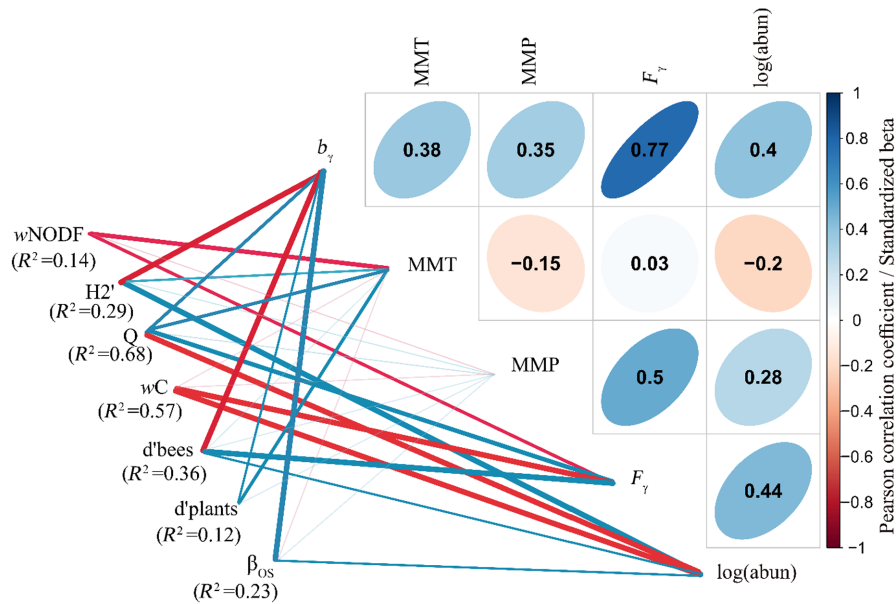 MMT
MMP
Fγ
log(abun)
bγ
0.38
0.35
0.77
0.4
wNODF
(R²=0.14)
MMT
−0.15
0.03
−0.2
H2'
(R²=0.29)
Q
(R²=0.68)
MMP
0.5
0.28
wC
(R²=0.57)
d'bees
(R²=0.36)
Fγ
0.44
d'plants
(R²=0.12)
βOS
(R²=0.23)
log(abun)
1
0.8
0.6
0.4
0.2
0
−0.2
−0.4
−0.6
−0.8
−1
Pearson correlation coefficient / Standardized beta